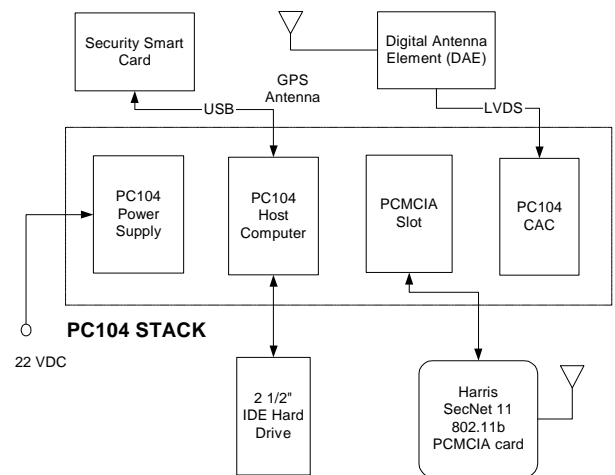 Security Smart
Card
Digital Antenna
Element (DAE)
GPS
Antenna
USB
LVDS
PC104
Power
Supply
PC104
Host
Computer
PCMCIA
Slot
PC104
CAC
PC104 STACK
22 VDC
2 1/2"
IDE Hard
Drive
Harris
SecNet 11
802.11b
PCMCIA card